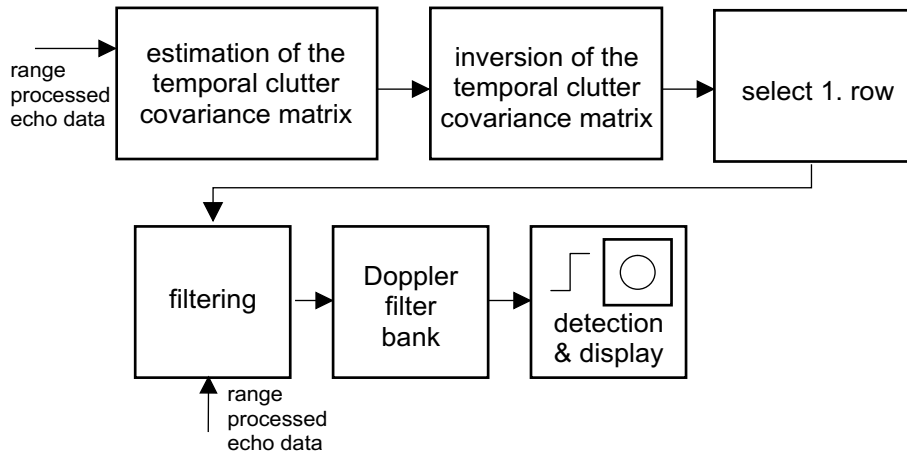 range
processed
echo data
estimation of the
temporal clutter
covariance matrix
inversion of the
temporal clutter
covariance matrix
select 1. row
filtering
range
processed
echo data
Doppler
filter
bank
detection
& display